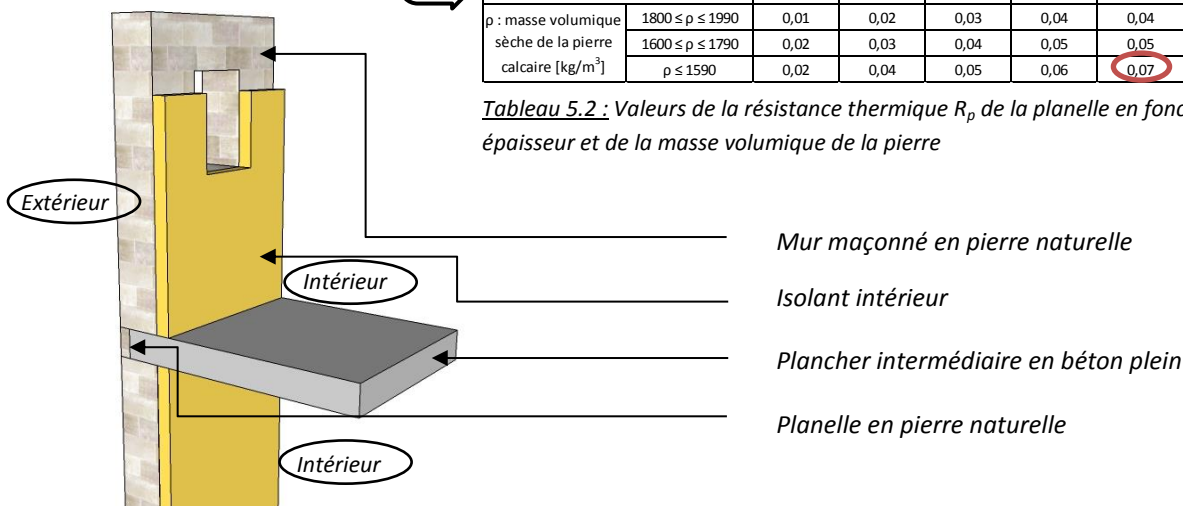 ρ : masse volumique sèche de la pierre calcaire [kg/m³]
1800 ≤ ρ ≤ 1990 0,01 0,02 0,03 0,04 0,04
1600 ≤ ρ ≤ 1790 0,02 0,03 0,04 0,05 0,05
ρ ≤ 1590 0,02 0,04 0,05 0,06 0,07
Tableau 5.2 : Valeurs de la résistance thermique Rp de la planelle en fonc
épaisseur et de la masse volumique de la pierre
Extérieur
Mur maçonné en pierre naturelle
Intérieur
Isolant intérieur
Plancher intermédiaire en béton plein
Planelle en pierre naturelle
Intérieur